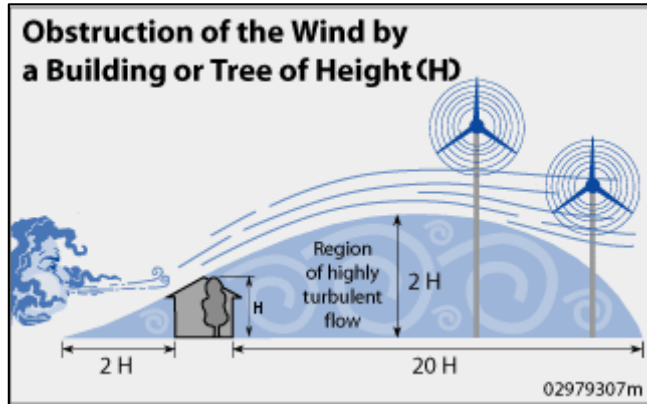 Obstruction of the Wind by
a Building or Tree of Height(H)
Region
of highly
turbulent
flow
2 H
H
2 H
20 H
02979307m